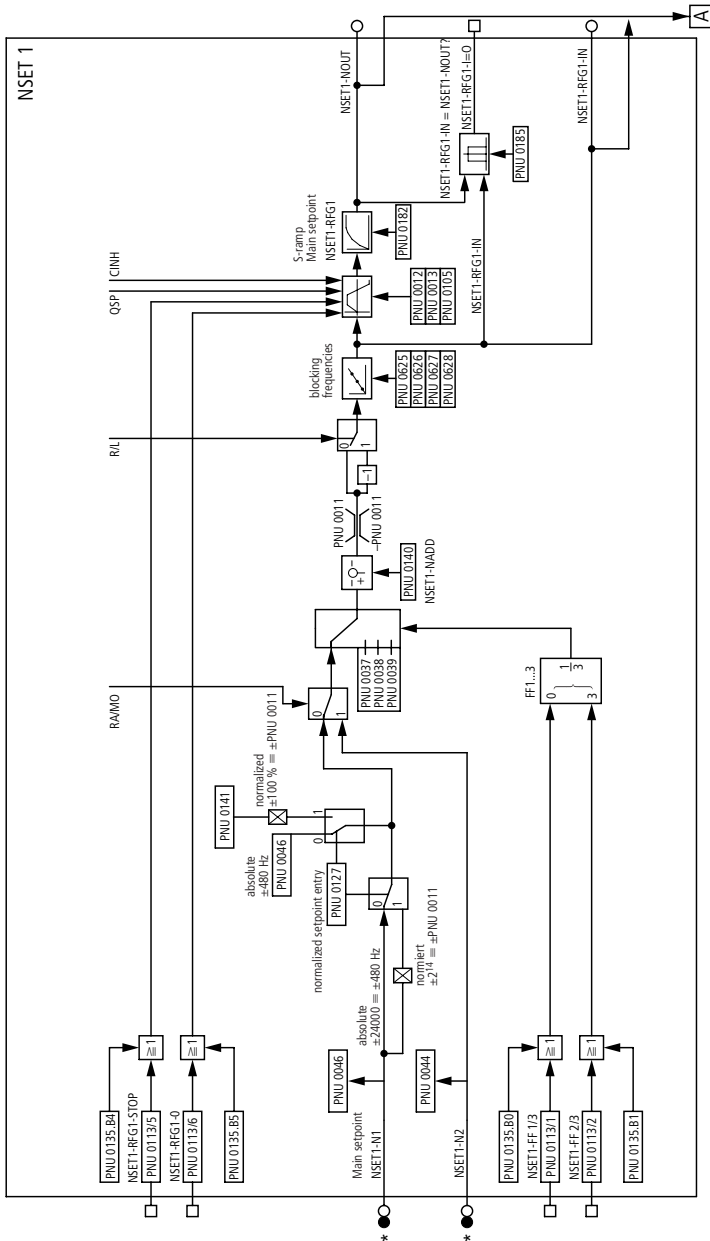 NSET 1
PNU 0135.B4
NSET1-RFG1-STOP
PNU 0113/5
≥ 1
NSET1-RFG1-0
PNU 0113/6
≥ 1
PNU 0135.B5
RA/MO
R/L
QSP
CINH
Main setpoint
NSET1-N1
*
PNU 0046
absolute
±24000 ≡ ±480 Hz
normiert
±2¹⁴ ≡ ±PNU 0011
normalized setpoint entry
PNU 0127
0
1
absolute
±480 Hz
PNU 0046
PNU 0141
normalized
±100 % ≡ ±PNU 0011
0
1
NSET1-N2
*
PNU 0044
0
1
PNU 0037
PNU 0038
PNU 0039
PNU 0135.B0
NSET1-FF 1/3
PNU 0113/1
≥ 1
NSET1-FF 2/3
PNU 0113/2
≥ 1
PNU 0135.B1
FF1...3
0
3
1
3
PNU 0140
NSET1-NADD
PNU 0011
–PNU 0011
–1
0
1
blocking
frequencies
PNU 0625
PNU 0626
PNU 0627
PNU 0628
PNU 0012
PNU 0013
PNU 0105
S-ramp
Main setpoint
NSET1-RFG1
PNU 0182
NSET1-RFG1-IN
NSET1-RFG1-IN = NSET1-NOUT?
PNU 0185
NSET1-NOUT
NSET1-RFG1-I=O
NSET1-RFG1-IN
A